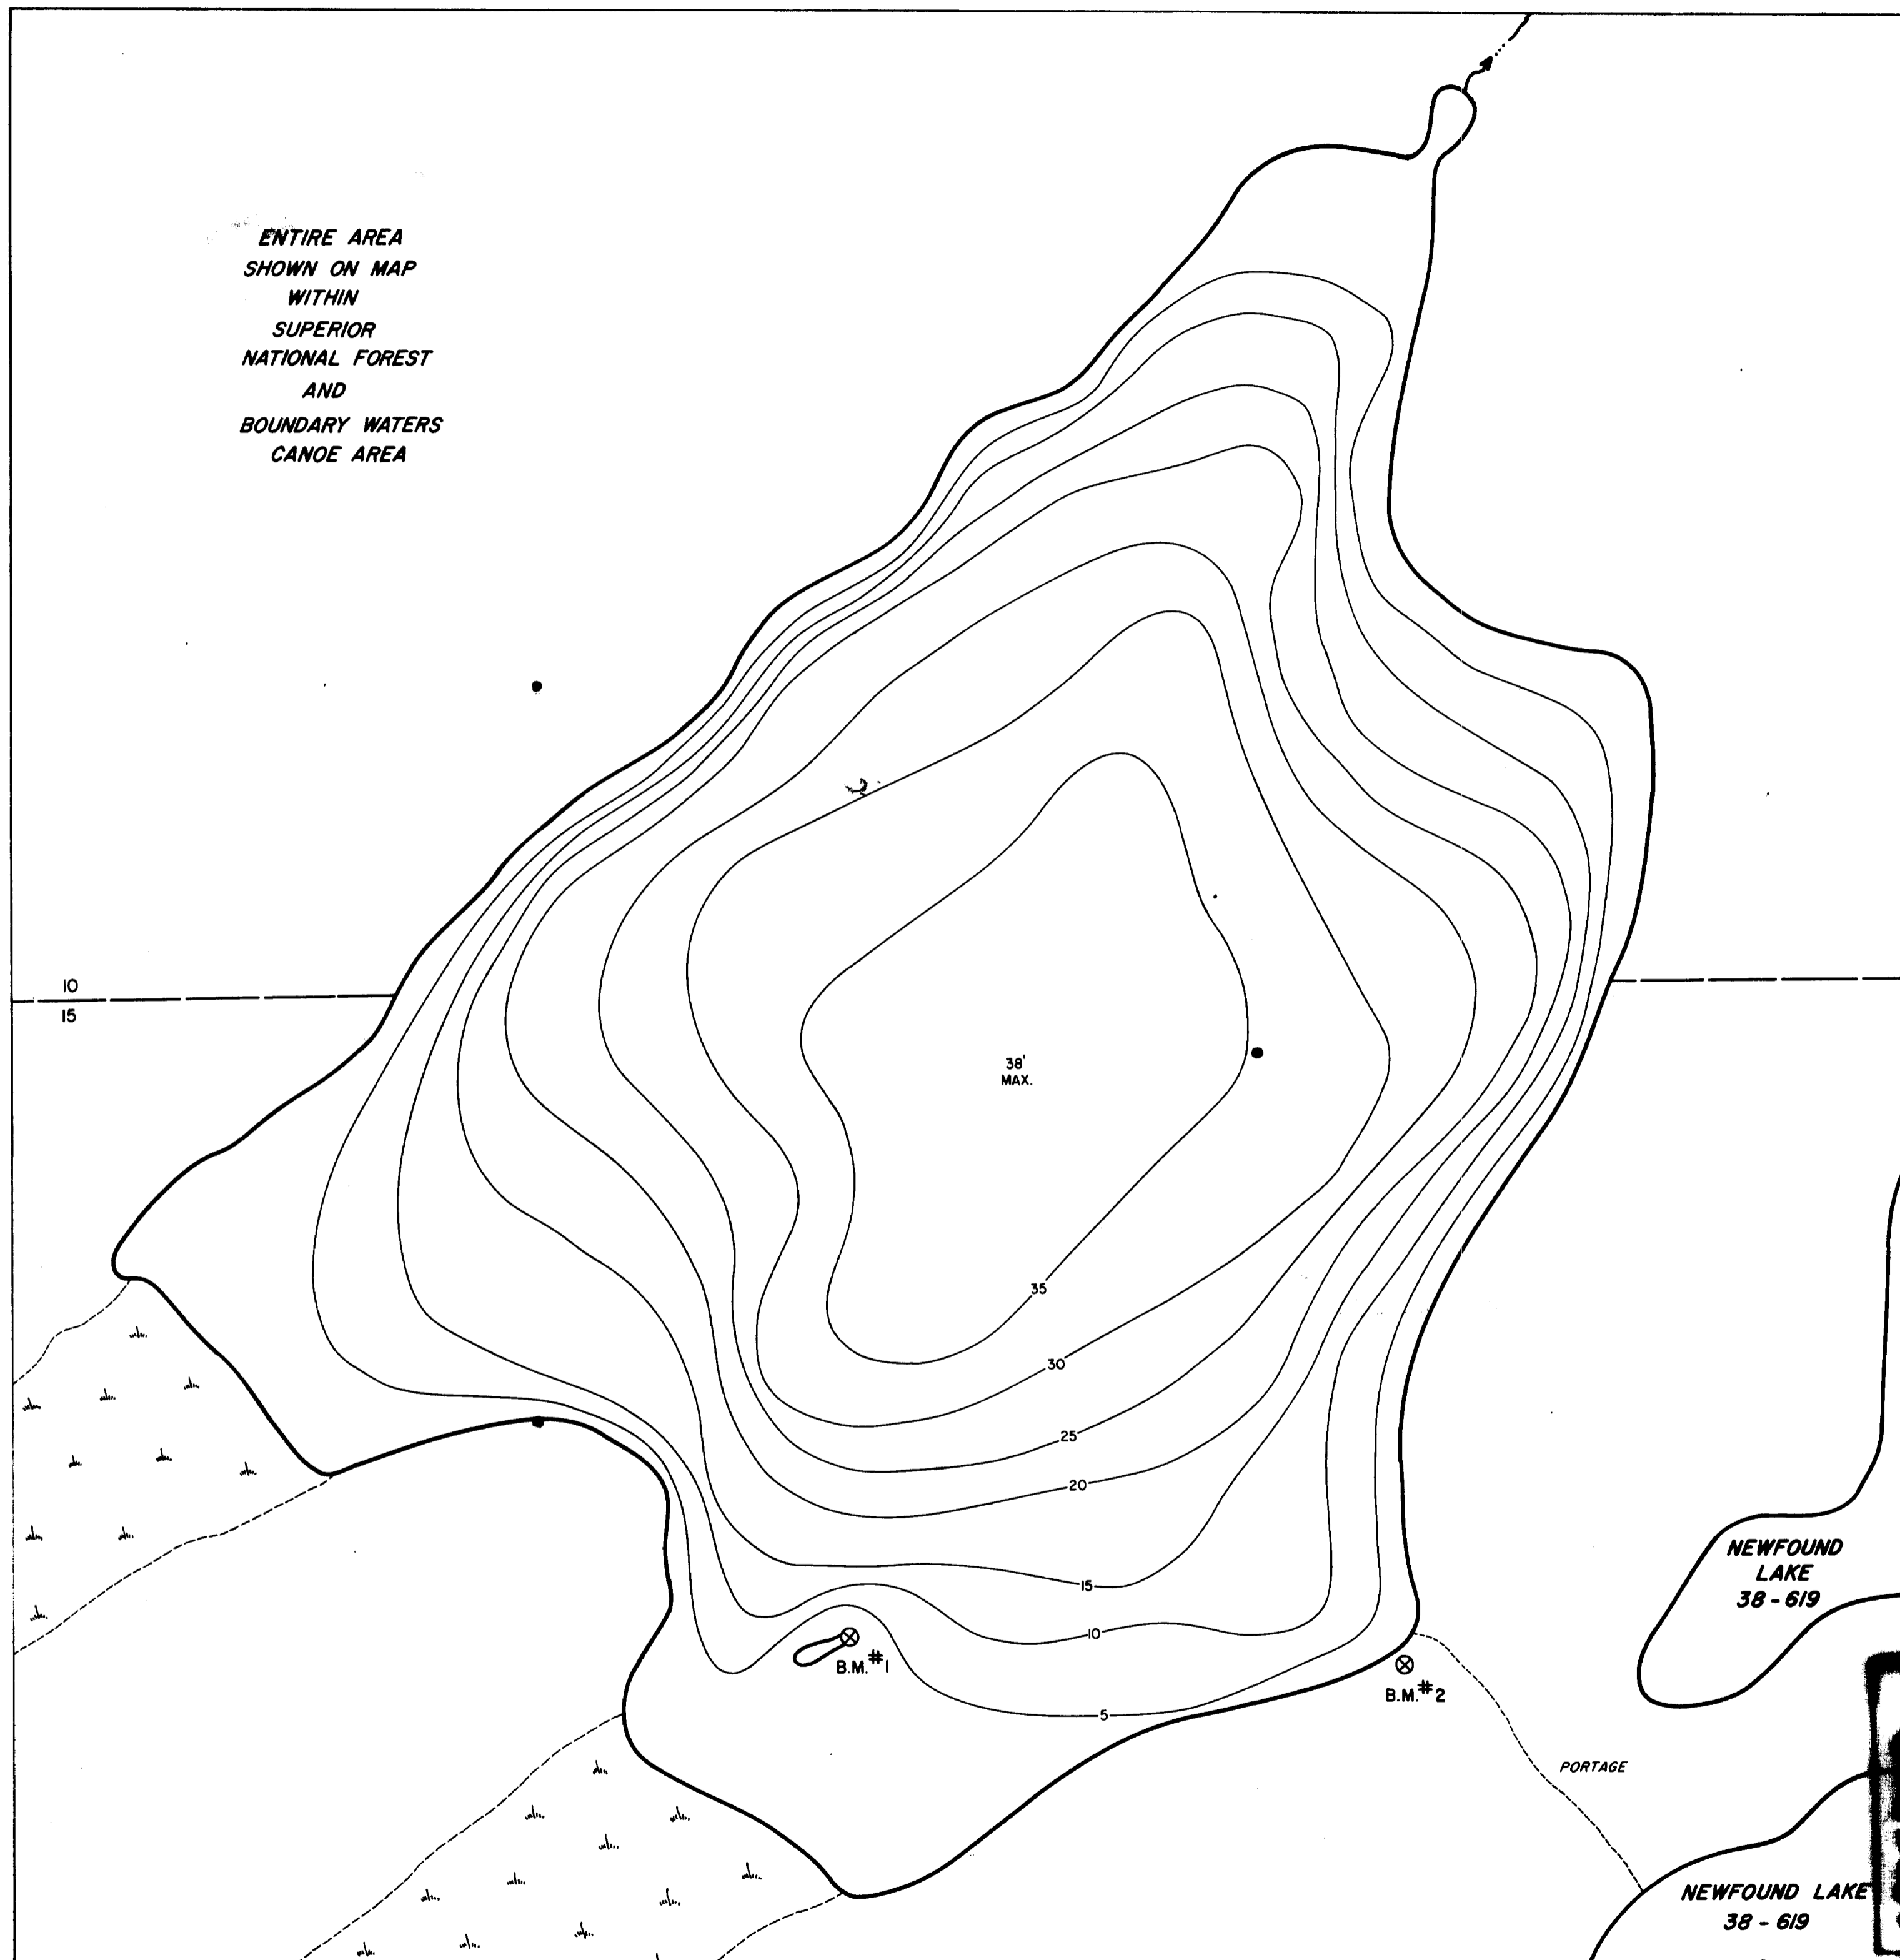 ENTIRE AREA
SHOWN ON MAP
WITHIN
SUPERIOR
NATIONAL FOREST
AND
BOUNDARY WATERS
CANOE AREA
10
15
38'
MAX.
35
30
25
20
15
10
5
B.M.#1
B.M.#2
NEWFOUND
LAKE
38-619
PORTAGE
NEWFOUND LAKE
38-619